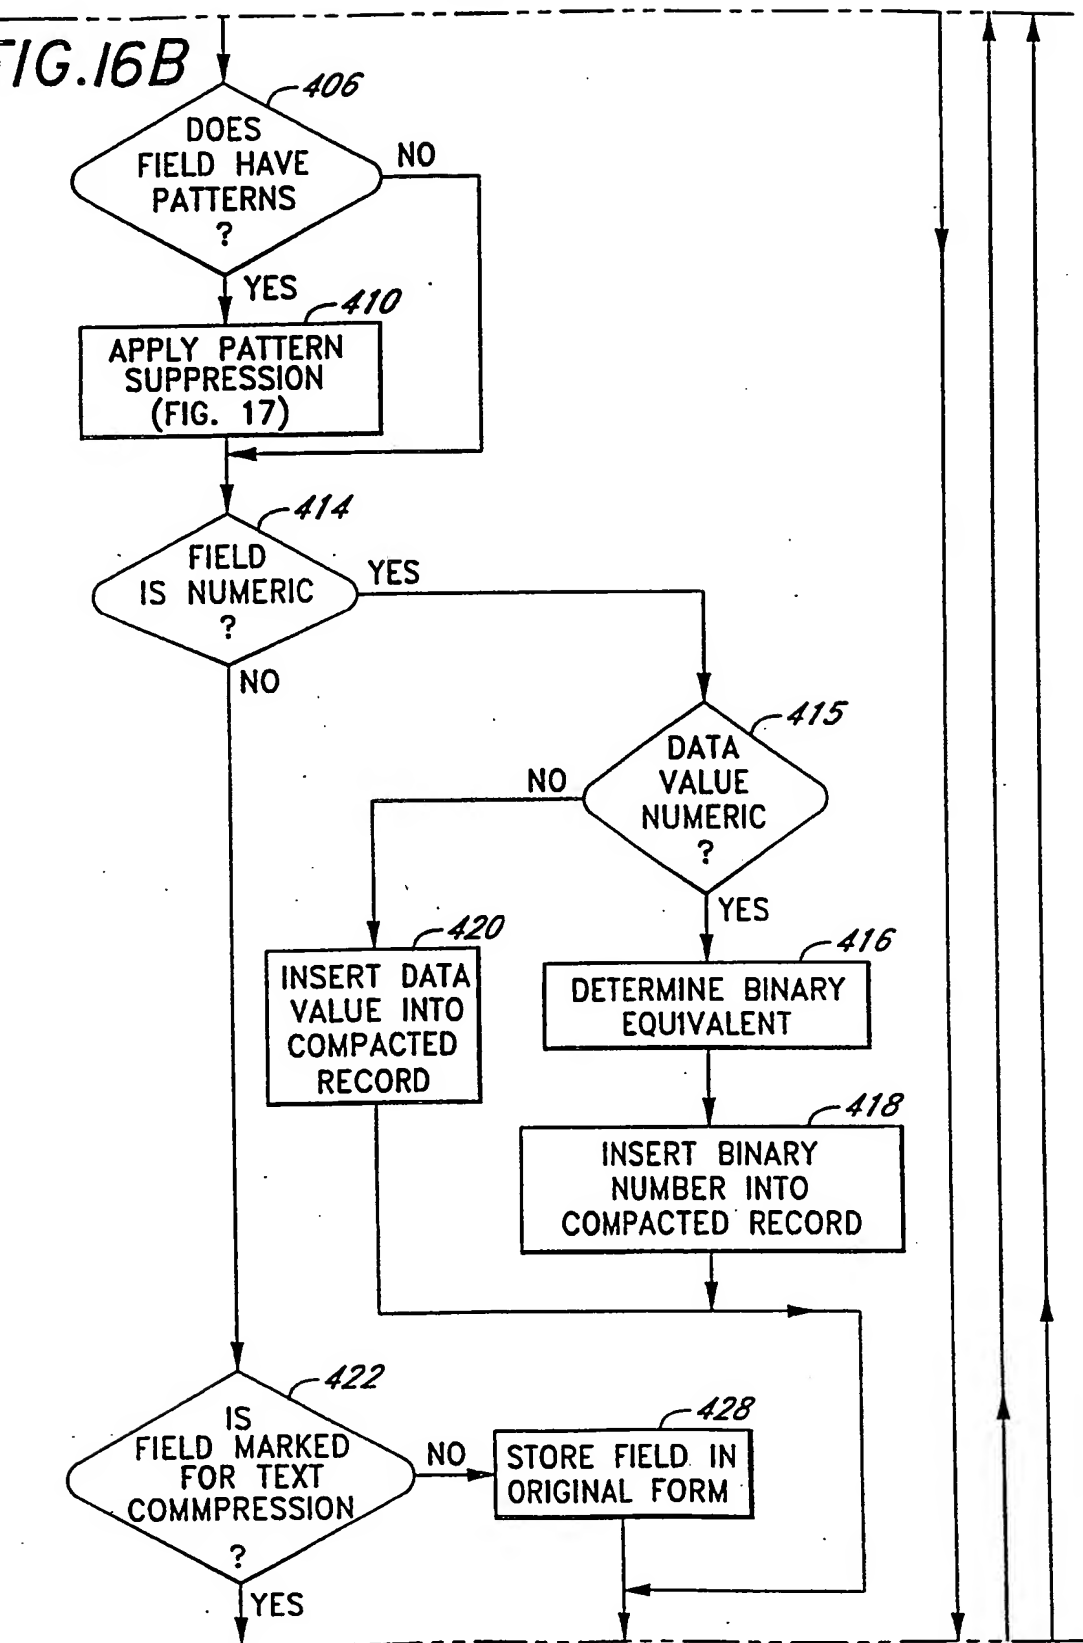 FIG.16B
406
DOES
FIELD HAVE
PATTERNS
?
NO
YES
410
APPLY PATTERN
SUPPRESSION
(FIG. 17)
414
FIELD
IS NUMERIC
?
YES
NO
415
DATA
VALUE
NUMERIC
?
NO
YES
420
INSERT DATA
VALUE INTO
COMPACTED
RECORD
416
DETERMINE BINARY
EQUIVALENT
418
INSERT BINARY
NUMBER INTO
COMPACTED RECORD
422
IS
FIELD MARKED
FOR TEXT
COMMPRESSION
?
NO
YES
428
STORE FIELD IN
ORIGINAL FORM